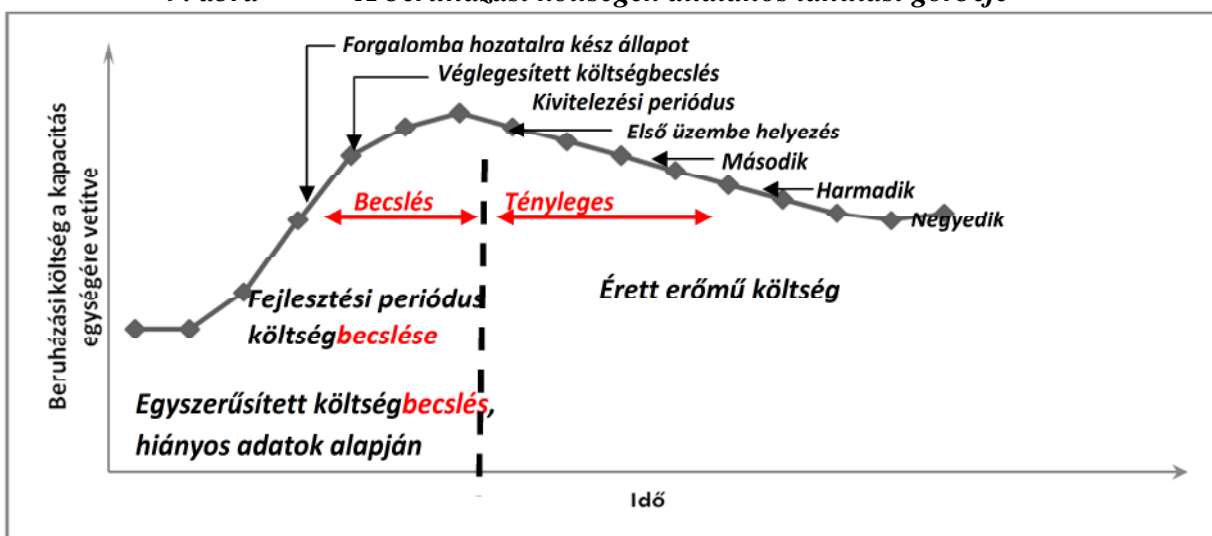 Forgalomba hozatalra kész állapot
Véglegesített költségbecslés
Kivitelezési periódus
Első üzembe helyezés
Második
Harmadik
Negyedik
Becslés
Tényleges
Beruházási költség a kapacitás
egységére vetítve
Érett erőmű költség
Fejlesztési periódus
költségbecslése
Egyszerűsített költségbecslés,
hiányos adatok alapján
Idő